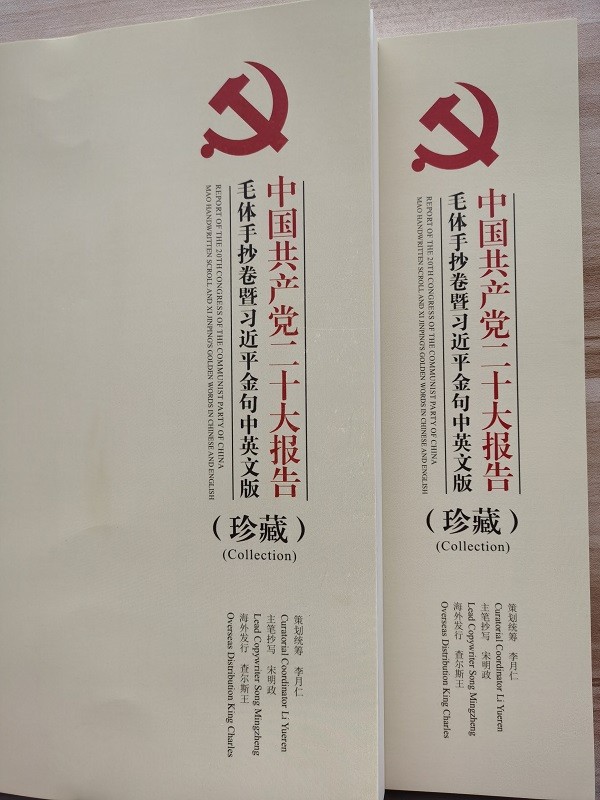 中国共产党二十大报告
毛体手抄卷暨习近平金句中英文版
REPORT OF THE 20TH CONGRESS OF THE COMMUNIST PARTY OF CHINA
MAO HANDWRITTEN SCROLL AND XI JINPING'S GOLDEN WORDS IN CHINESE AND ENGLISH
(珍藏)
(Collection)
策划统筹 李月仁
Curatorial Coordinator Li Yueren
主笔抄写 宋明政
Lead Copywriter Song Mingzheng
海外发行 查尔斯王
Overseas Distribution King Charles
中国共产党二十大报告
毛体手抄卷暨习近平金句中英文版
REPORT OF THE 20TH CONGRESS OF THE COMMUNIST PARTY OF CHINA
MAO HANDWRITTEN SCROLL AND XI JINPING'S GOLDEN WORDS IN CHINESE AND ENGLISH
(珍藏)
(Collection)
策划统筹 李月仁
Curatorial Coordinator Li Yueren
主笔抄写 宋明政
Lead Copywriter Song Mingzheng
海外发行 查尔斯王
Overseas Distribution King Charles